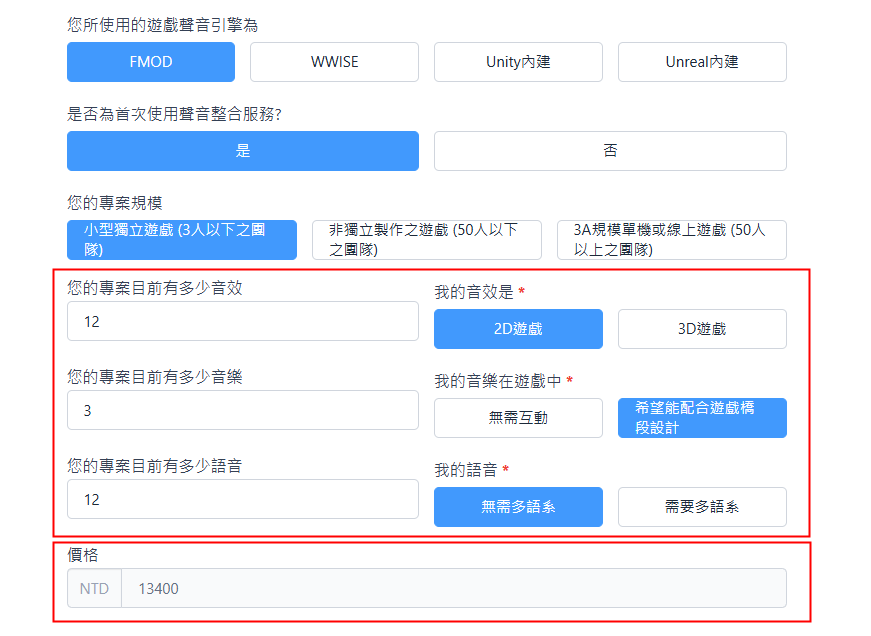 您所使用的遊戲聲音引擎為
FMOD WWISE Unity內建 Unreal內建
是否為首次使用聲音整合服務?
是 否
您的專案規模
小型獨立遊戲 (3人以下之團
隊)
非獨立製作之遊戲 (50人以下
之團隊)
3A規模單機或線上遊戲 (50人
以上之團隊)
您的專案目前有多少音效
12
我的音效是 *
2D遊戲 3D遊戲
您的專案目前有多少音樂
3
我的音樂在遊戲中 *
無需互動
希望能配合遊戲橋
段設計
您的專案目前有多少語音
12
我的語音 *
無需多語系 需要多語系
價格
NTD 13400